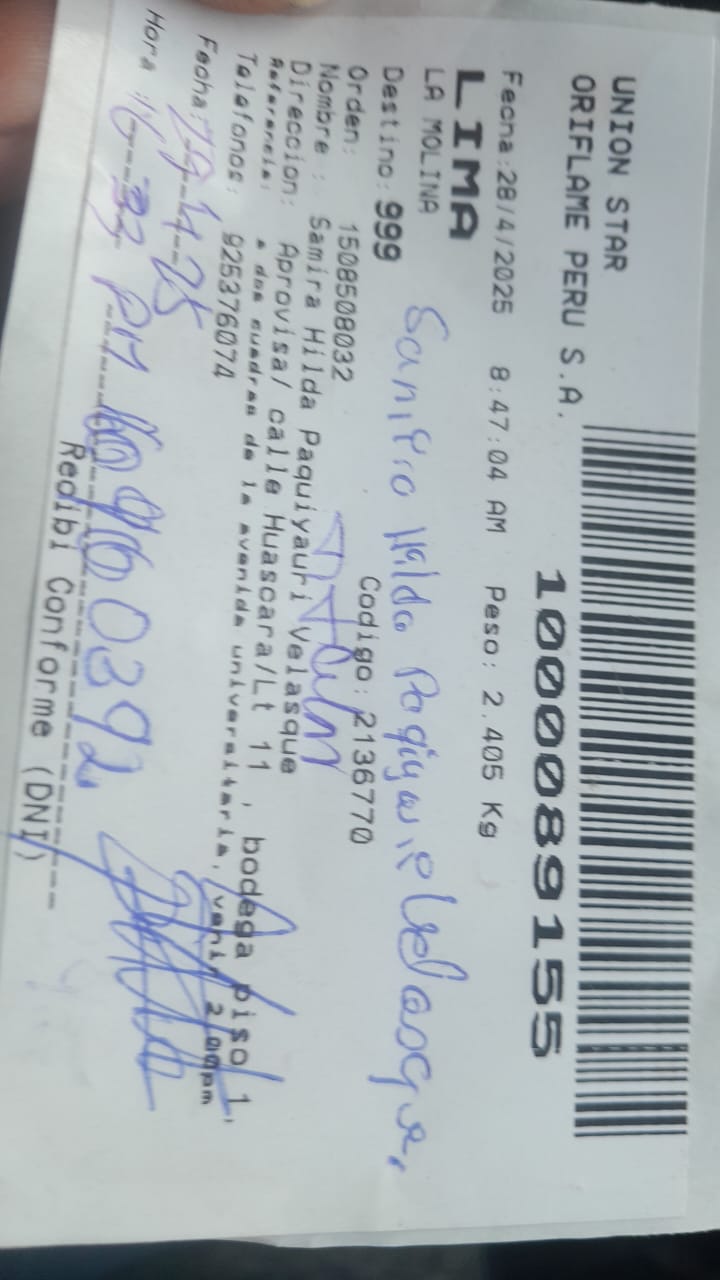 UNION STAR
ORIFLAME PERU S.A.
1000089155
Fecha:28/4/2025 8:47:04 AM Peso: 2.405 Kg
LIMA
LA MOLINA
Destino: 999
Orden: 1508508032 Codigo: 2136770
Nombre : Samira Hilda Paquiyauri Velasque
Direccion: Aprovisa/ calle Huascara/Lt 11 , bodega piso 1,
Referencia: a dos cuadras de la avenida universitaria, venir 2.00pm
Telefonos: 925376074
Fecha:
Hora : PM
Recibi Conforme (DNI)